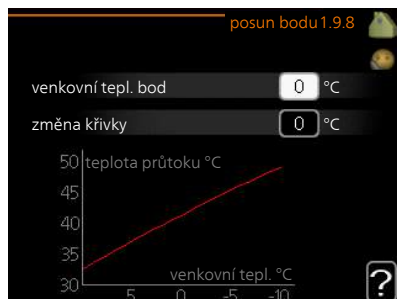 posun bodu 1.9.8
venkovní tepl. bod 0 °C
změna křivky 0 °C
50 teplota průtoku °C
45
40
35
30
venkovní tepl. °C
5 0 -5 -10
?